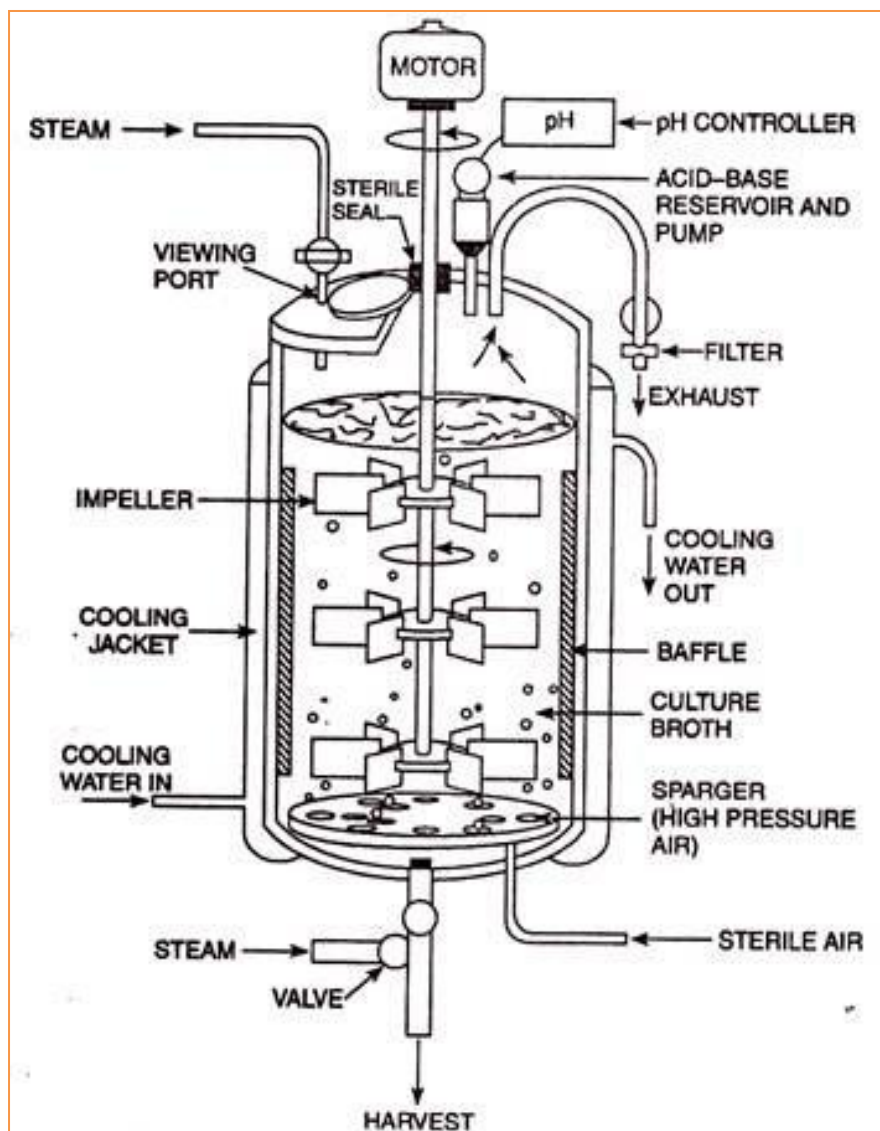 MOTOR
STEAM
pH
pH CONTROLLER
STERILE
SEAL
ACID–BASE
RESERVOIR AND
PUMP
VIEWING
PORT
FILTER
EXHAUST
IMPELLER
COOLING
WATER
OUT
COOLING
JACKET
BAFFLE
CULTURE
BROTH
COOLING
WATER IN
SPARGER
(HIGH PRESSURE
AIR)
STEAM
STERILE AIR
VALVE
HARVEST